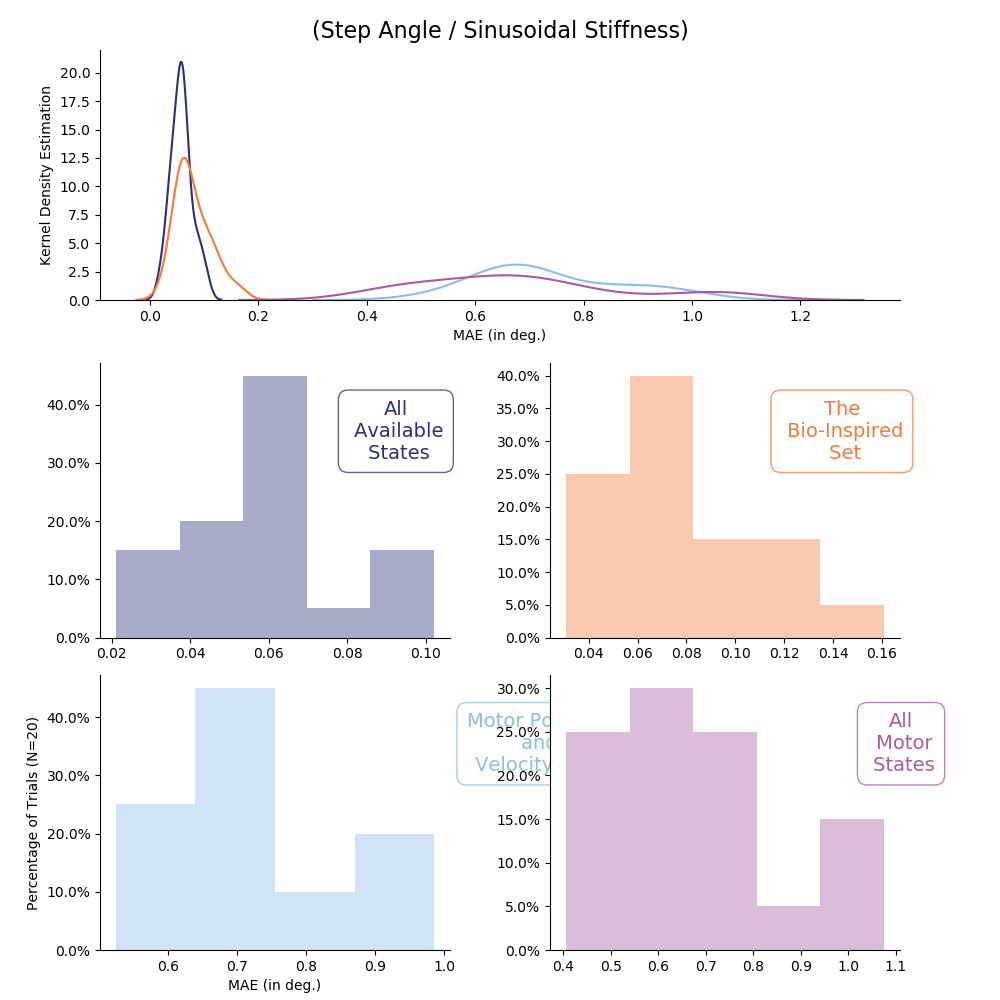 (Step Angle / Sinusoidal Stiffness)
Kernel Density Estimation
20.0
17.5
15.0
12.5
10.0
7.5
5.0
2.5
0.0
0.0 0.2 0.4 0.6 0.8 1.0 1.2
MAE (in deg.)
40.0%
30.0%
20.0%
10.0%
0.0%
0.02 0.04 0.06 0.08 0.10
All
Available
States
40.0%
35.0%
30.0%
25.0%
20.0%
15.0%
10.0%
5.0%
0.0%
0.04 0.06 0.08 0.10 0.12 0.14 0.16
The
Bio-Inspired
Set
Percentage of Trials (N=20)
40.0%
30.0%
20.0%
10.0%
0.0%
0.6 0.7 0.8 0.9 1.0
MAE (in deg.)
Motor Po
and
Velocity
30.0%
25.0%
20.0%
15.0%
10.0%
5.0%
0.0%
0.4 0.5 0.6 0.7 0.8 0.9 1.0 1.1
All
Motor
States